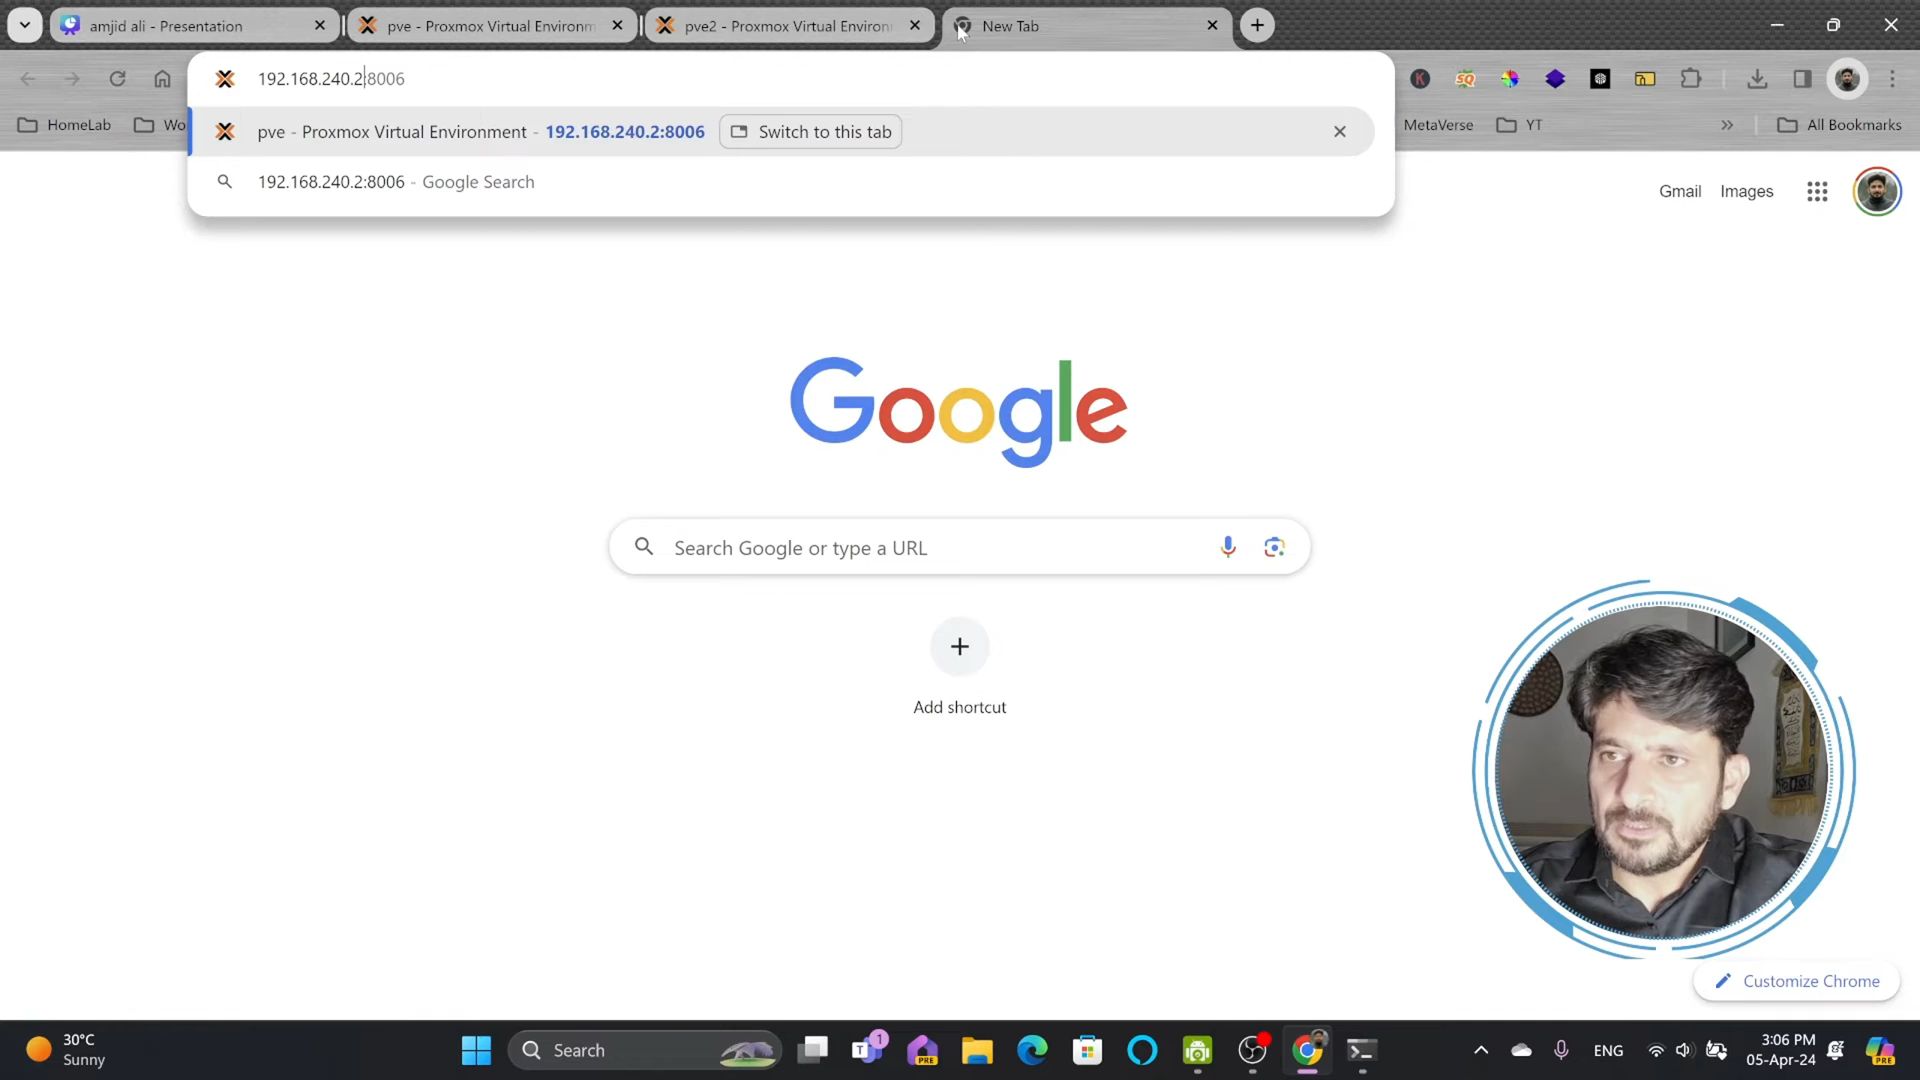 amjid ali - Presentation
pve - Proxmox Virtual Environm
pve2 - Proxmox Virtual Environ
New Tab
192.168.240.2:8006
HomeLab
Wo
pve - Proxmox Virtual Environment - 192.168.240.2:8006
Switch to this tab
MetaVerse
YT
All Bookmarks
192.168.240.2:8006 - Google Search
Gmail
Images
Google
Search Google or type a URL
Add shortcut
Customize Chrome
30°C
Sunny
Search
1
PRE
ENG
3:06 PM
05-Apr-24
PRE